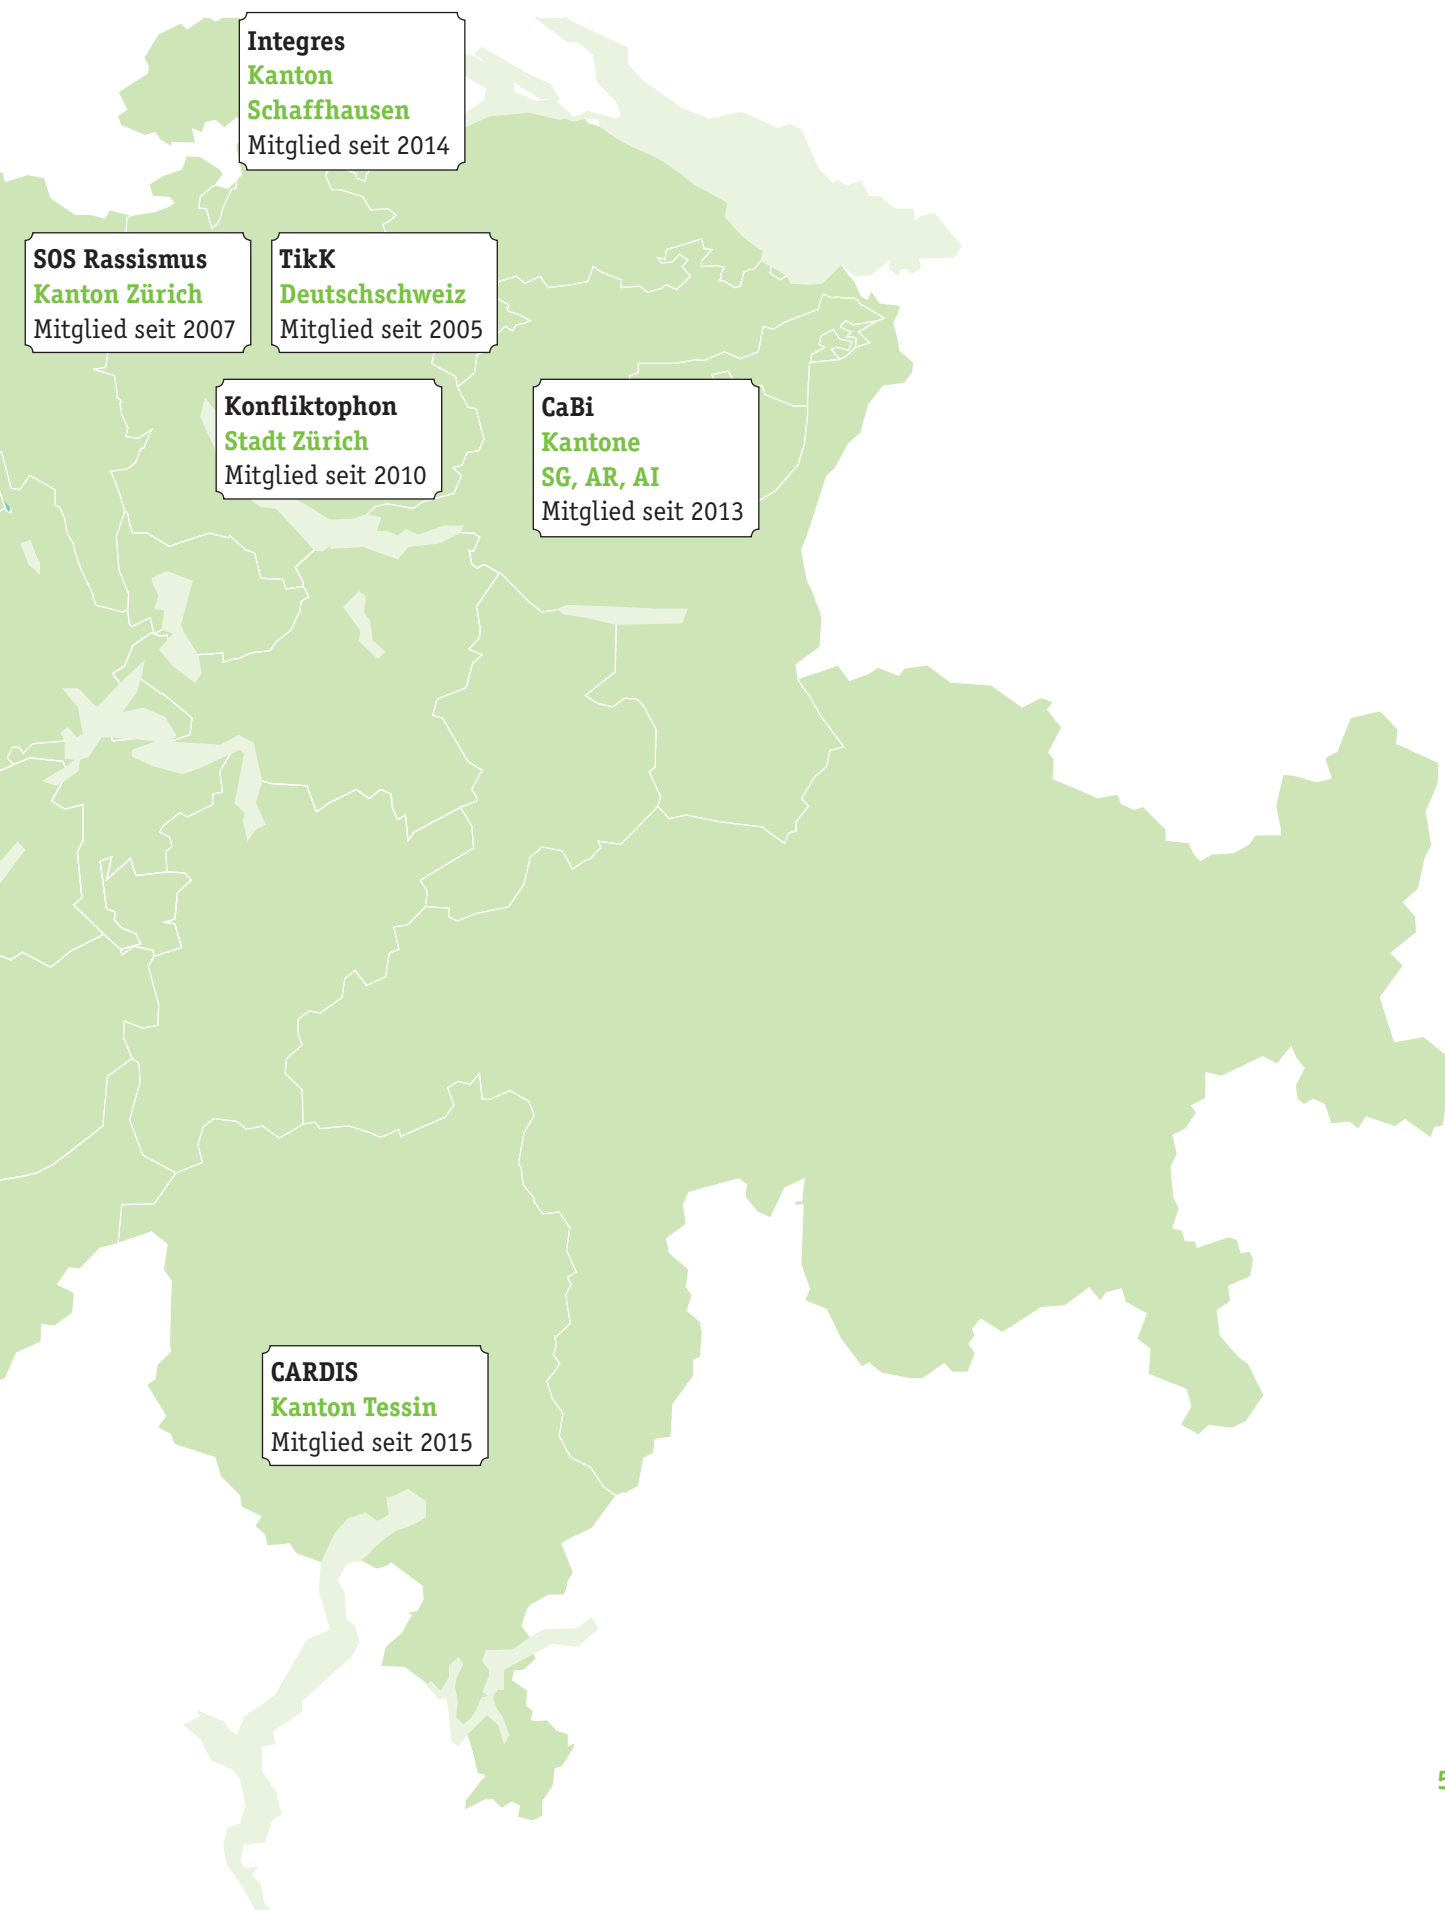 Integres
Kanton
Schaffhausen
Mitglied seit 2014
SOS Rassismus
Kanton Zürich
Mitglied seit 2007
TikK
Deutschschweiz
Mitglied seit 2005
Konfliktophon
Stadt Zürich
Mitglied seit 2010
CaBi
Kantone
SG, AR, AI
Mitglied seit 2013
CARDIS
Kanton Tessin
Mitglied seit 2015